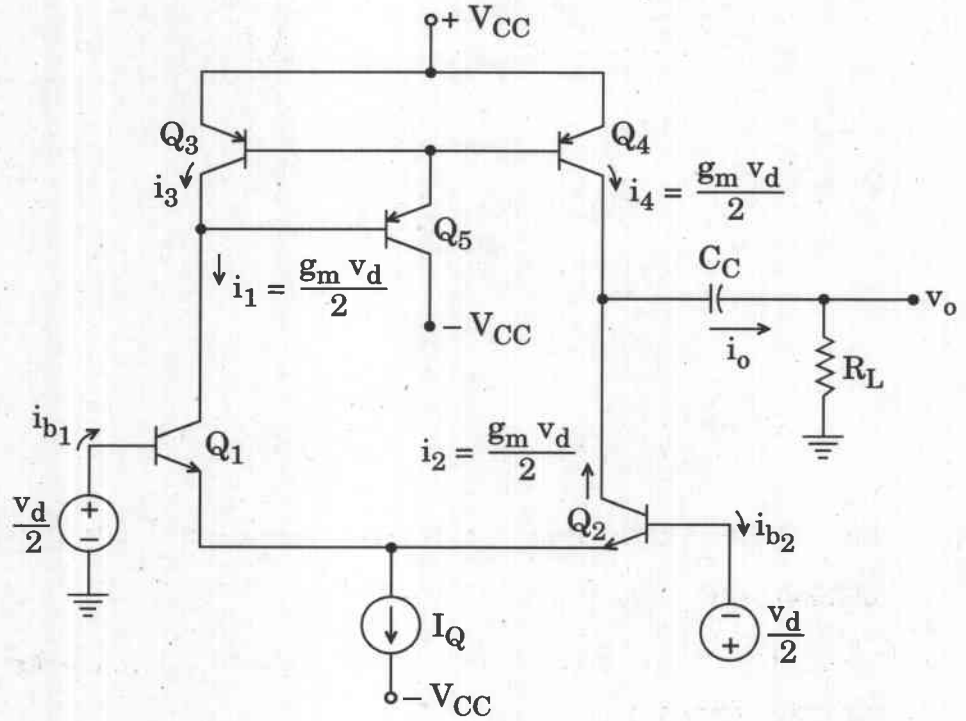 + V_CC
Q_3
Q_4
i_3
i_4 = g_m v_d / 2
Q_5
i_1 = g_m v_d / 2
C_C
v_o
– V_CC
i_o
R_L
i_b1
Q_1
i_2 = g_m v_d / 2
v_d / 2
+
–
Q_2
i_b2
I_Q
–
+
v_d / 2
– V_CC